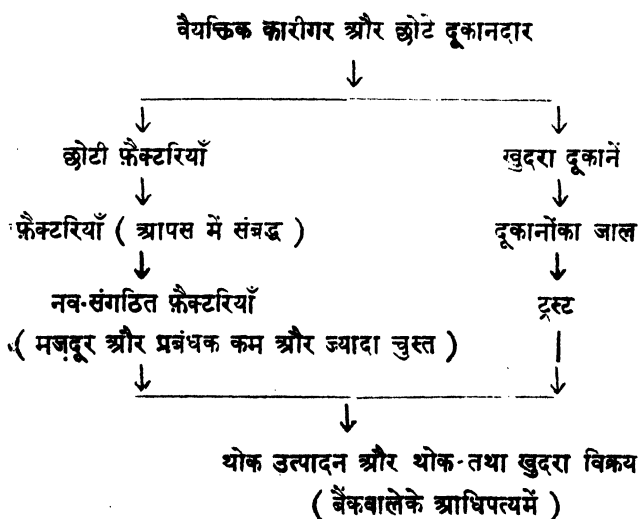 वैयक्तिक कारीगर और छोटे दूकानदार
छोटी फ़ैक्टरियाँ खुदरा दूकानें
फ़ैक्टरियाँ ( आपस में संबद्ध ) दूकानोंका जाल
नव-संगठित फ़ैक्टरियाँ ट्रस्ट
( मज़दूर और प्रबंधक कम और ज्यादा चुस्त )
थोक उत्पादन और थोक-तथा खुदरा विक्रय
( बैंकवालेके आधिपत्यमें )